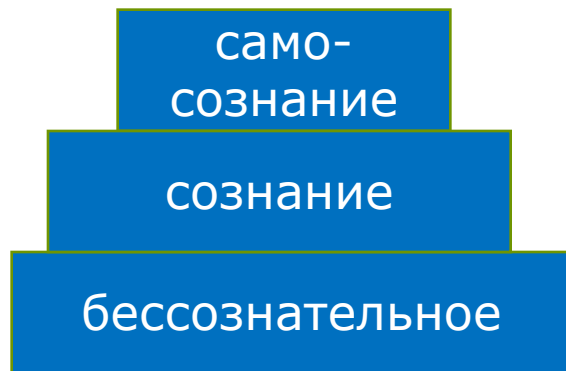 само-
сознание
сознание
бессознательное